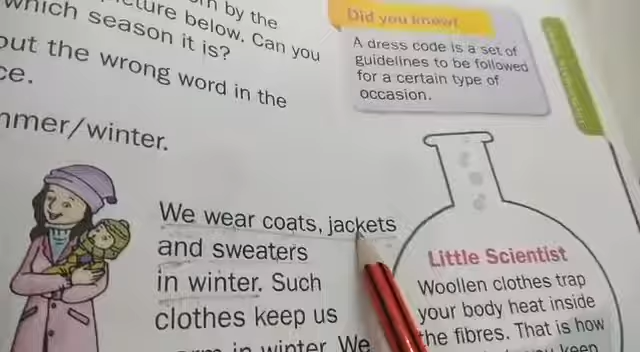 by the
which season it is?
picture below. Can you
out the wrong word in the
mmer/winter.
Did you know?
A dress code is a set of
guidelines to be followed
for a certain type of
occasion.
We wear coats, jackets
and sweaters
in winter. Such
clothes keep us
in winter. We
Little Scientist
Woollen clothes trap
your body heat inside
the fibres. That is how
keep